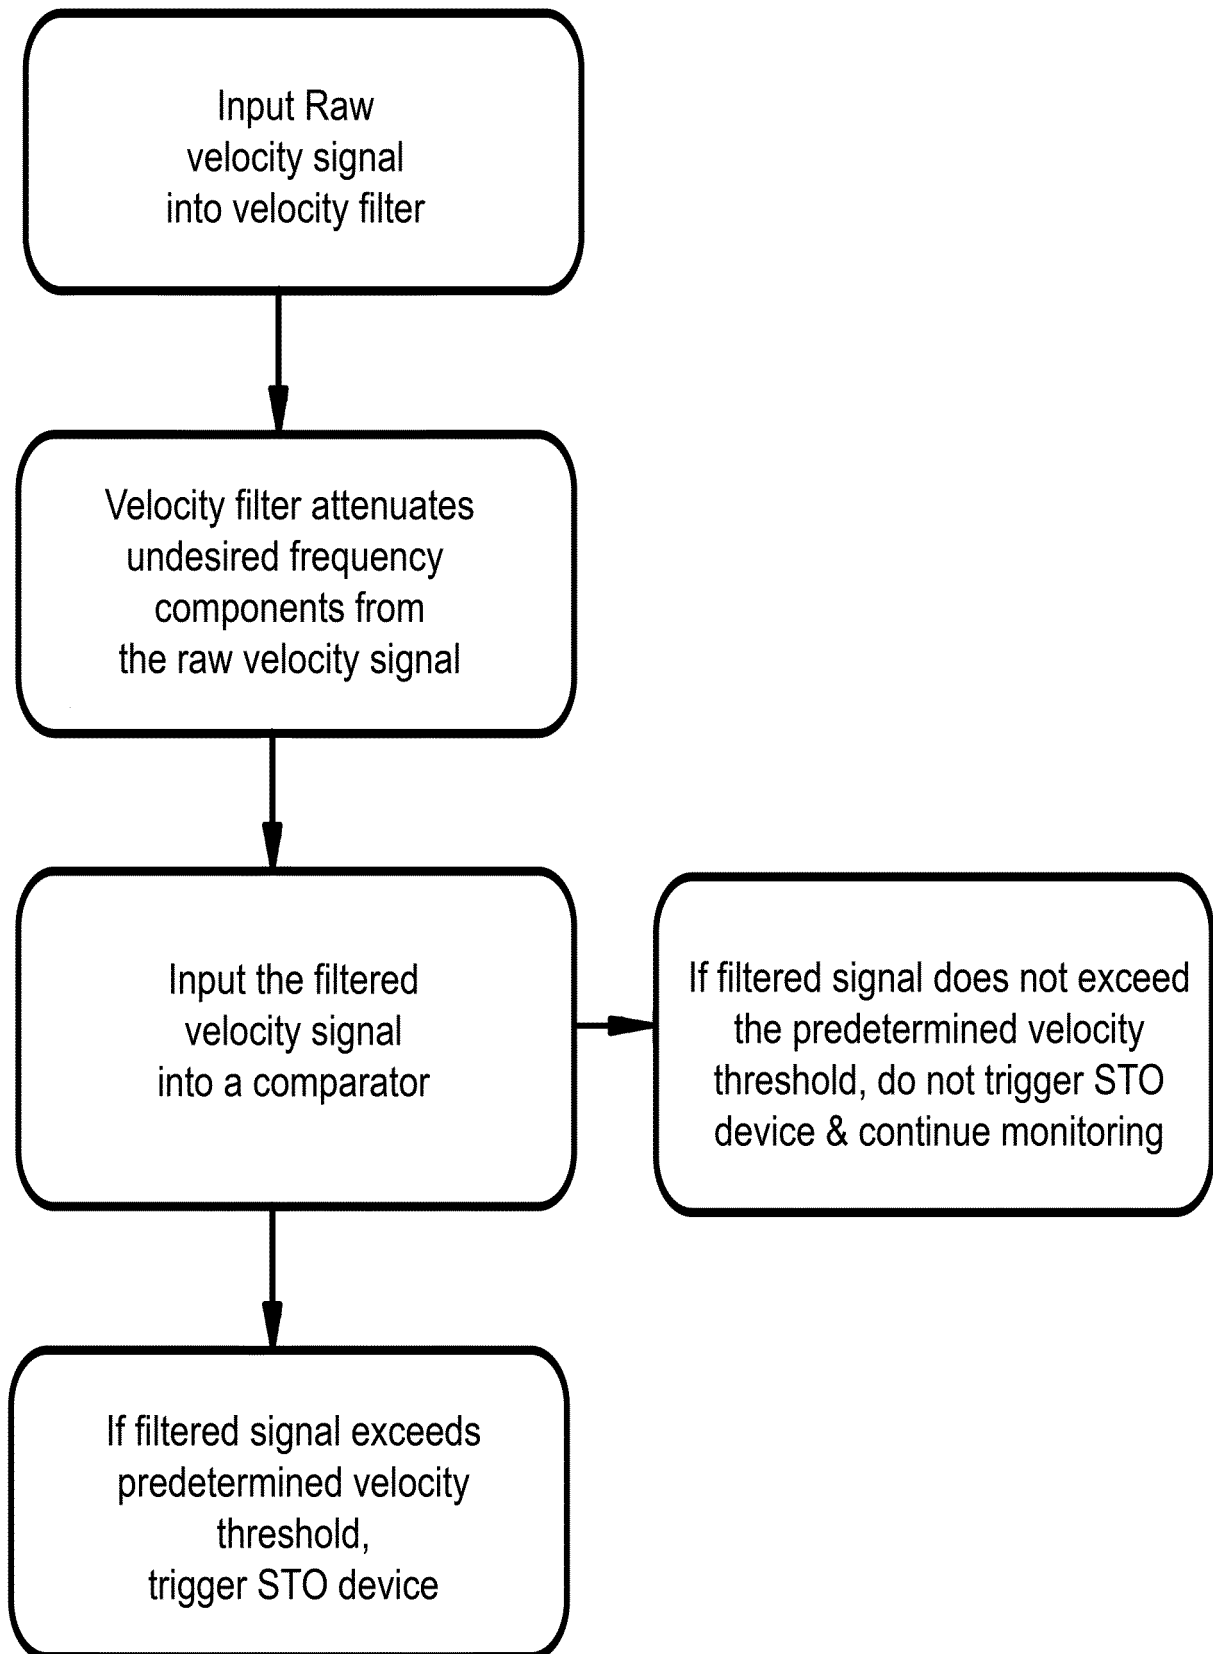 Input Raw
velocity signal
into velocity filter
Velocity filter attenuates
undesired frequency
components from
the raw velocity signal
Input the filtered
velocity signal
into a comparator
If filtered signal does not exceed
the predetermined velocity
threshold, do not trigger STO
device & continue monitoring
If filtered signal exceeds
predetermined velocity
threshold,
trigger STO device